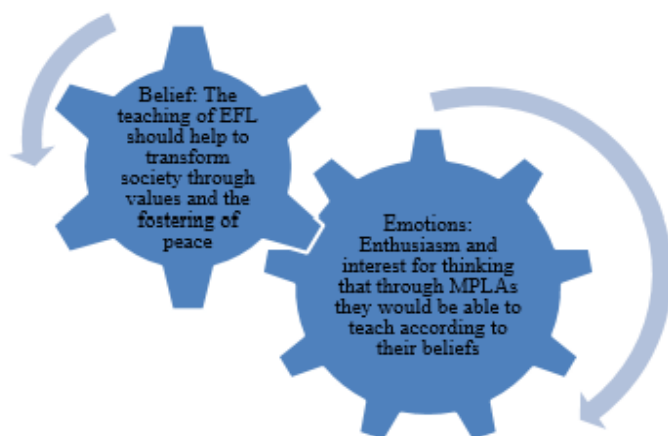 Belief: The
teaching of EFL
should help to
transform
society through
values and the
fostering of
peace
Emotions:
Enthusiasm and
interest for thinking
that through MPLAs
they would be able to
teach according to
their beliefs